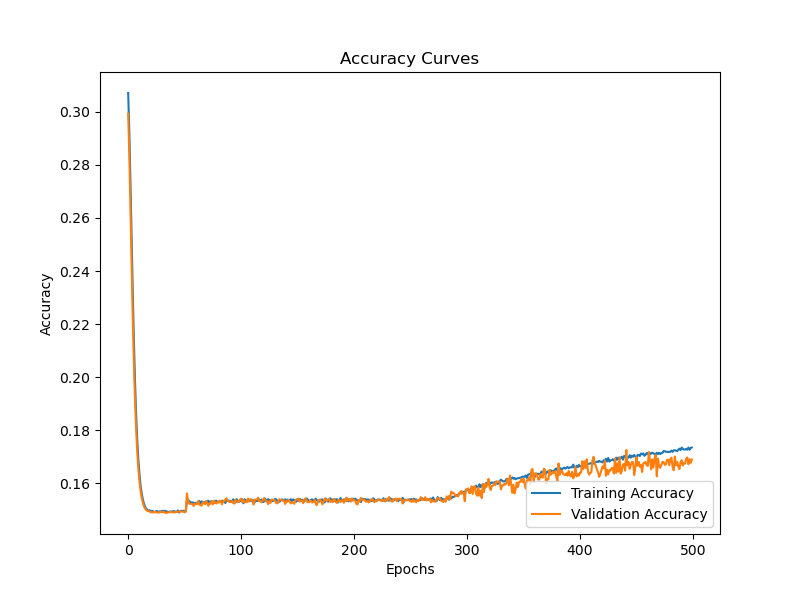 Accuracy Curves
Accuracy
0.30
0.28
0.26
0.24
0.22
0.20
0.18
0.16
0
100
200
300
400
500
Epochs
Training Accuracy
Validation Accuracy